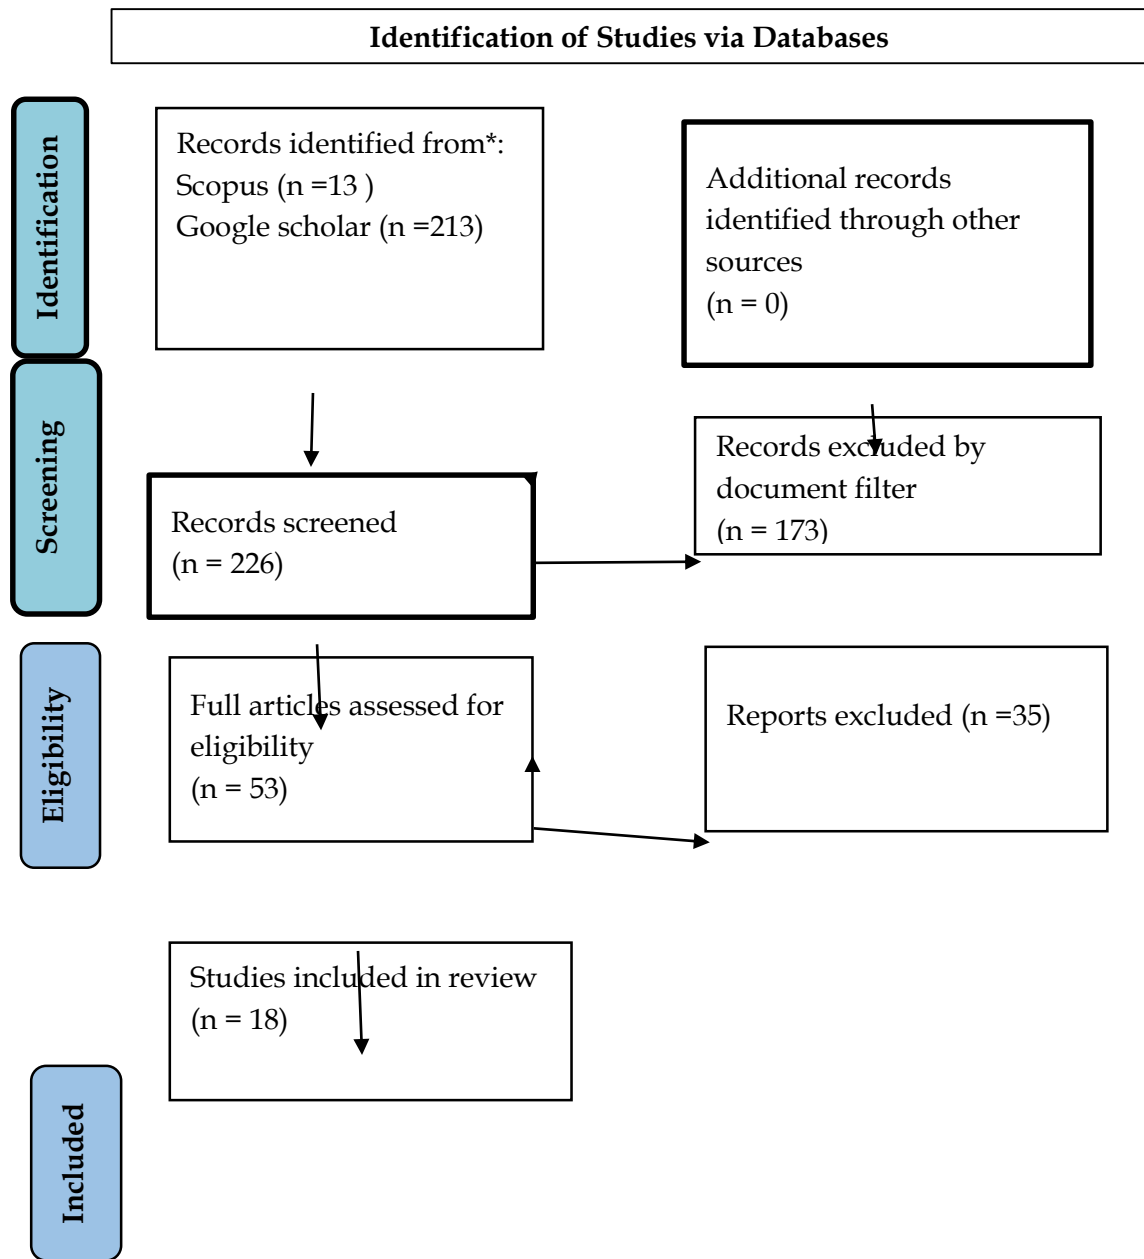 Identification of Studies via Databases
Identification
Records identified from*:
Scopus (n =13 )
Google scholar (n =213)
Additional records
identified through other
sources
(n = 0)
Screening
Records screened
(n = 226)
Records excluded by
document filter
(n = 173)
Eligibility
Full articles assessed for
eligibility
(n = 53)
Reports excluded (n =35)
Studies included in review
(n = 18)
Included